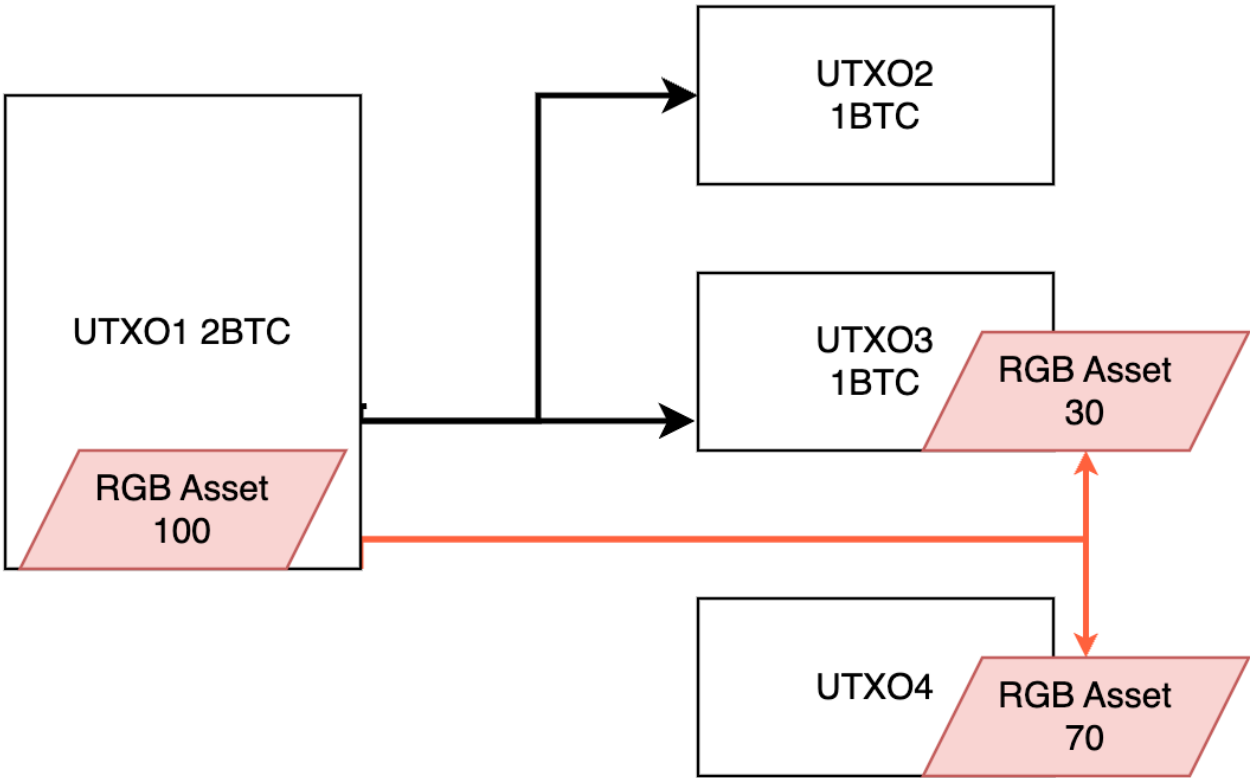 UTXO2
1BTC
UTXO1 2BTC
RGB Asset
100
UTXO3
1BTC
RGB Asset
30
UTXO4
RGB Asset
70